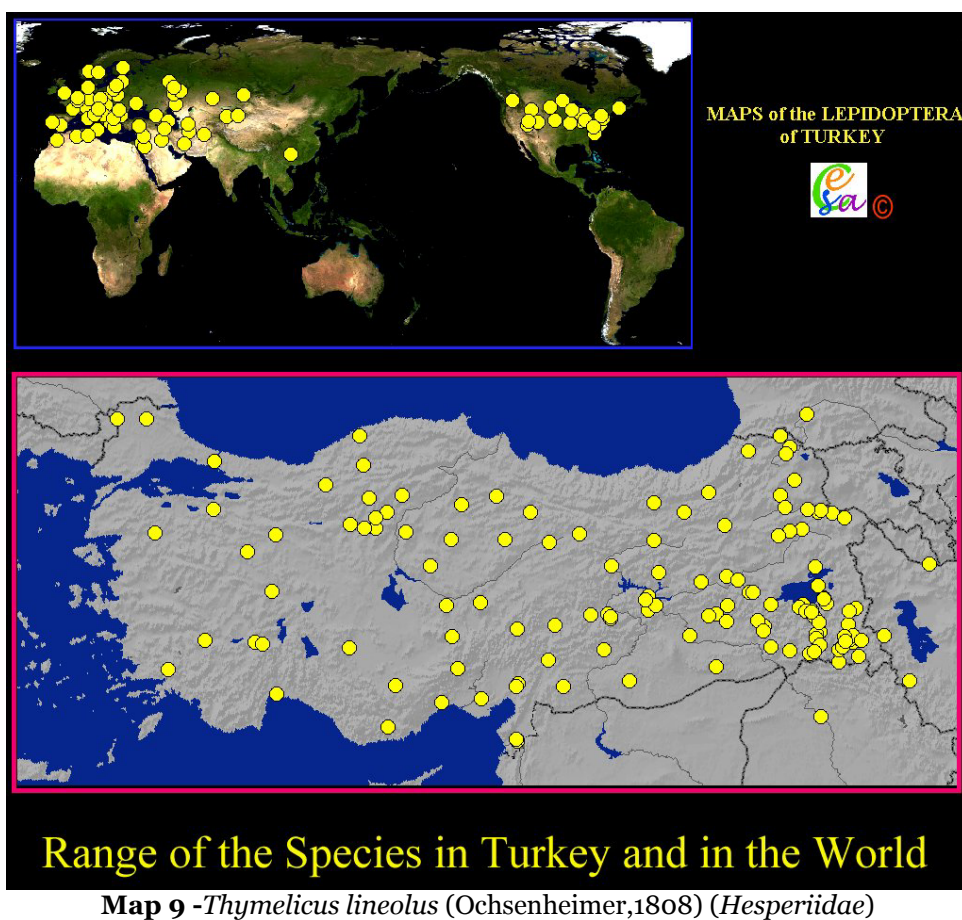 MAPS of the LEPIDOPTERA
of TURKEY
Cesa ©
Range of the Species in Turkey and in the World
Map 9 -Thymelicus lineolus (Ochsenheimer,1808) (Hesperiidae)